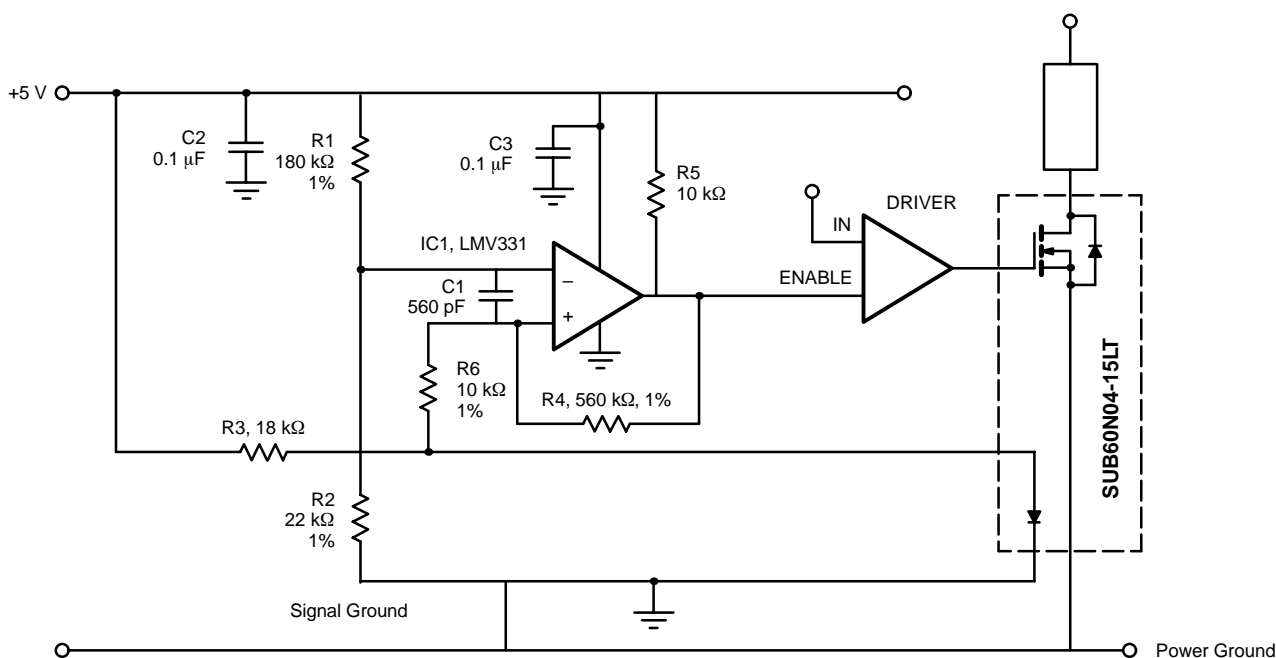 +5 V
C2
0.1 μF
R1
180 kΩ
1%
C3
0.1 μF
R5
10 kΩ
DRIVER
IN
IC1, LMV331
ENABLE
C1
560 pF
–
+
R6
10 kΩ
1%
R4, 560 kΩ, 1%
R3, 18 kΩ
SUB60N04-15LT
R2
22 kΩ
1%
Signal Ground
Power Ground